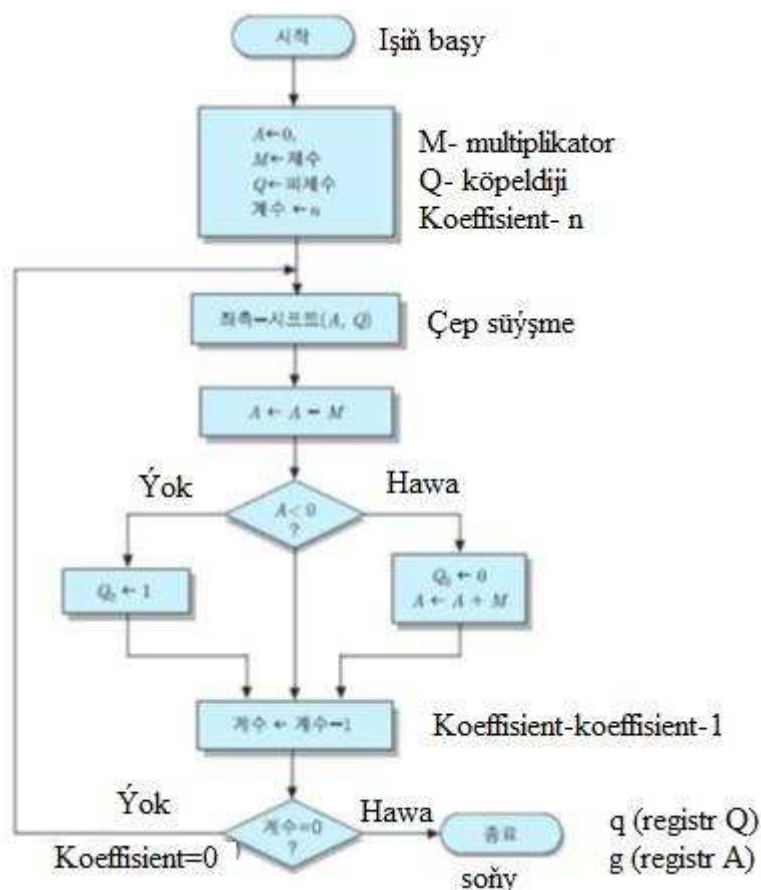 시작
Işiň başy
A←0,
M←제수
Q←피제수
계수 ←n
M- multiplikator
Q- köpeldiji
Koeffisient- n
좌측-시프트(A, Q)
Çep süýşme
A ← A - M
Ýok
Hawa
A< 0
?
Q₀ ← 1
Q₀ ← 0
A ← A + M
계수 ← 계수-1
Koeffisient-koeffisient-1
Ýok
Hawa
계수=0
?
Koeffisient=0
종료
soňy
q (registr Q)
g (registr A)